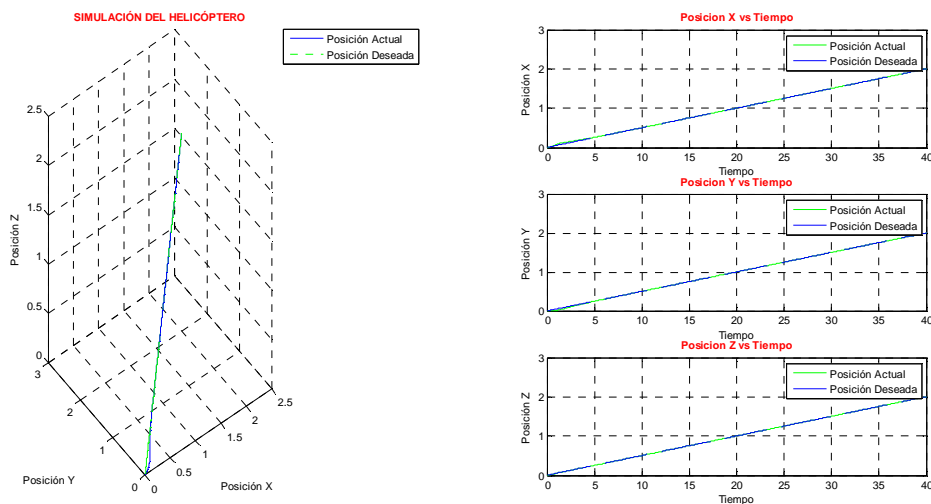 SIMULACIÓN DEL HELICÓPTERO
Posición Actual
Posición Deseada
2.5
2
1.5
1
0.5
0
Posición Z
3
2
1
0
Posición Y
0
0.5
1
1.5
2
2.5
Posición X
Posicion X vs Tiempo
Posición Actual
Posición Deseada
3
2
1
0
Posición X
0 5 10 15 20 25 30 35 40
Tiempo
Posicion Y vs Tiempo
Posición Actual
Posición Deseada
3
2
1
0
Posición Y
0 5 10 15 20 25 30 35 40
Tiempo
Posicion Z vs Tiempo
Posición Actual
Posición Deseada
3
2
1
0
Posición Z
0 5 10 15 20 25 30 35 40
Tiempo